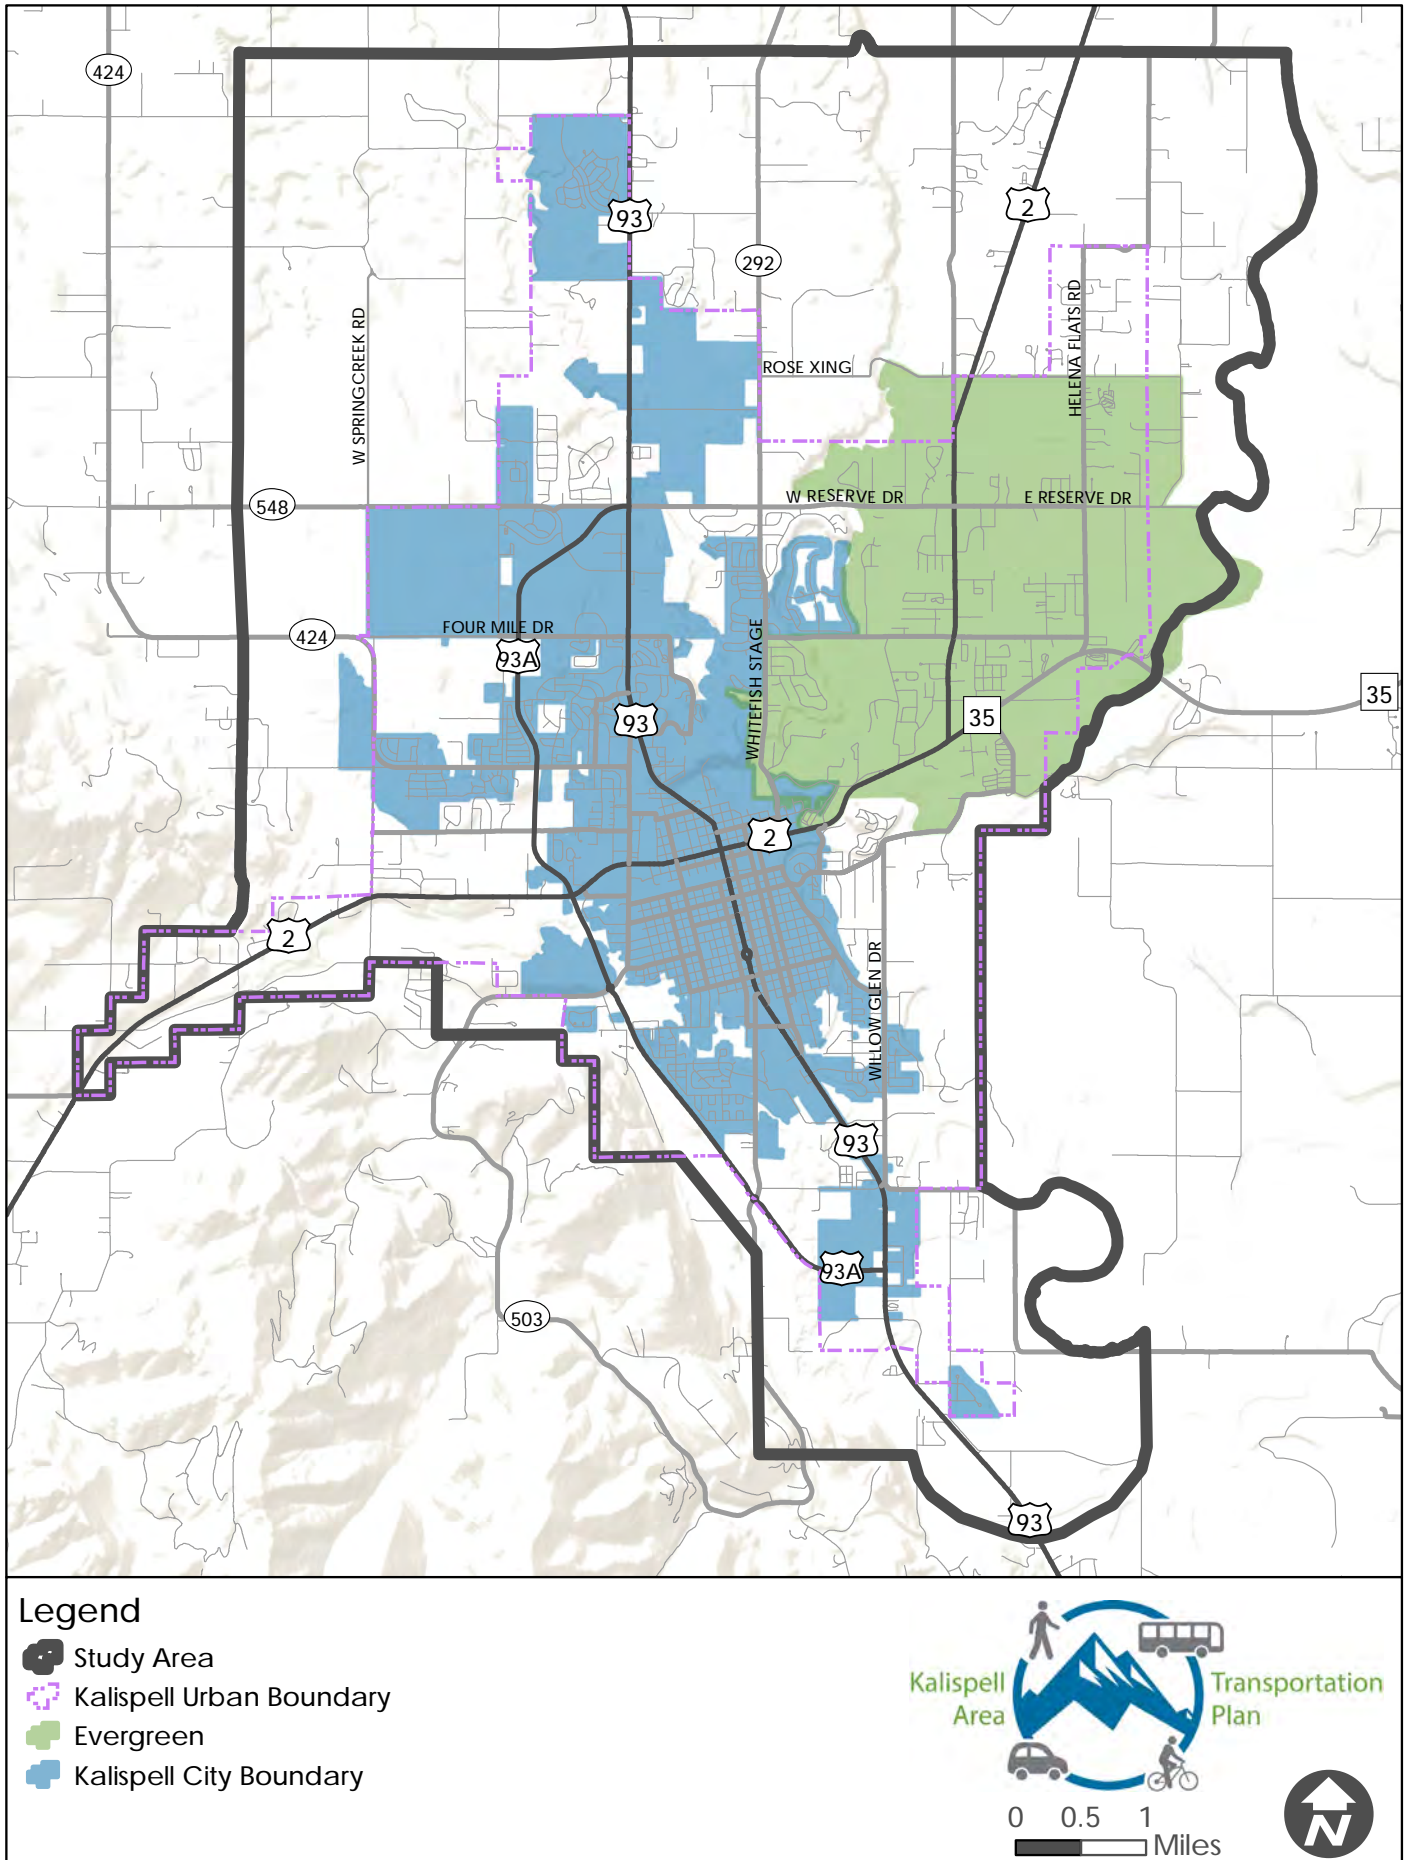 424
93
2
292
W SPRINGCREEK RD
HELENA FLATS RD
ROSE XING
548
W RESERVE DR
E RESERVE DR
424
FOUR MILE DR
93A
WHITEFISH STAGE
93
35
35
2
2
WILLOW GLEN DR
93
93A
503
93
Legend
Study Area
Kalispell Urban Boundary
Evergreen
Kalispell City Boundary
Kalispell Transportation
Area Plan
0 0.5 1
Miles
N